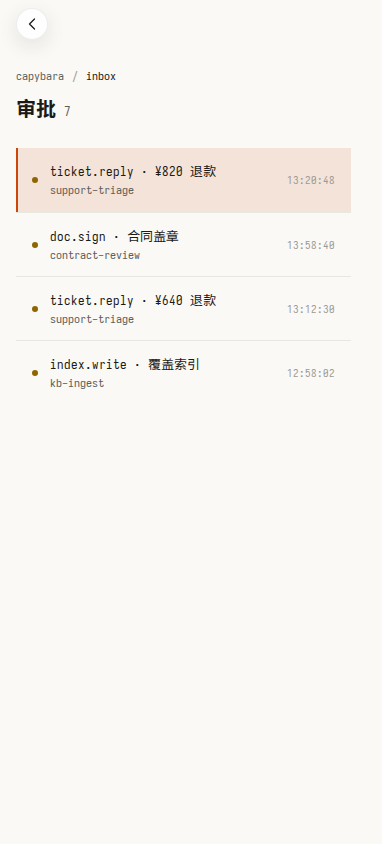 capybara / inbox
审批 7
ticket.reply · ¥820 退款
support-triage
13:20:48
doc.sign · 合同盖章
contract-review
13:58:40
ticket.reply · ¥640 退款
support-triage
13:12:30
index.write · 覆盖索引
kb-ingest
12:58:02